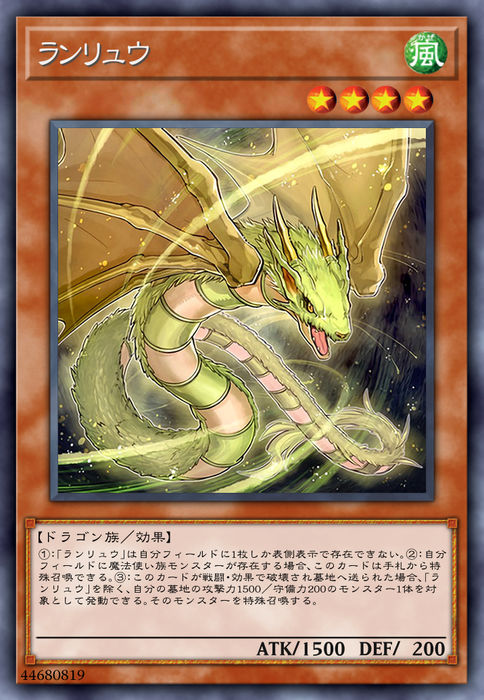 ランリュウ
かぜ
風
【ドラゴン族／効果】
①:「ランリュウ」は自分フィールドに1枚しか表側表示で存在できない。②:自分
フィールドに魔法使い族モンスターが存在する場合、このカードは手札から特
殊召喚できる。③:このカードが戦闘・効果で破壊され墓地へ送られた場合、「ラ
ンリュウ」を除く、自分の墓地の攻撃力1500／守備力200のモンスター1体を対
象として発動できる。そのモンスターを特殊召喚する。
ATK/1500 DEF/ 200
44680819